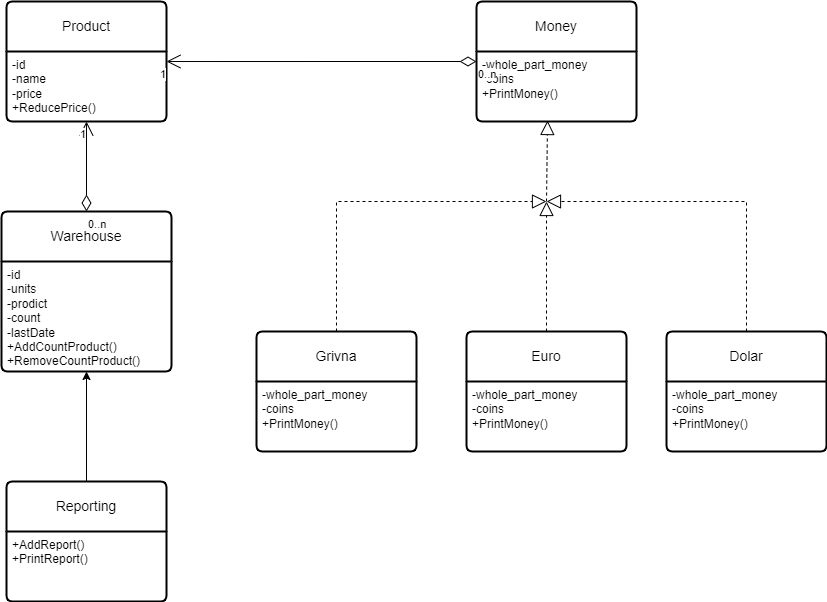 Product
-id
-name
-price
+ReducePrice()
Money
-whole_part_money
-coins
+PrintMoney()
1
0..n
1
0..n
Warehouse
-id
-units
-prodict
-count
-lastDate
+AddCountProduct()
+RemoveCountProduct()
Grivna
-whole_part_money
-coins
+PrintMoney()
Euro
-whole_part_money
-coins
+PrintMoney()
Dolar
-whole_part_money
-coins
+PrintMoney()
Reporting
+AddReport()
+PrintReport()